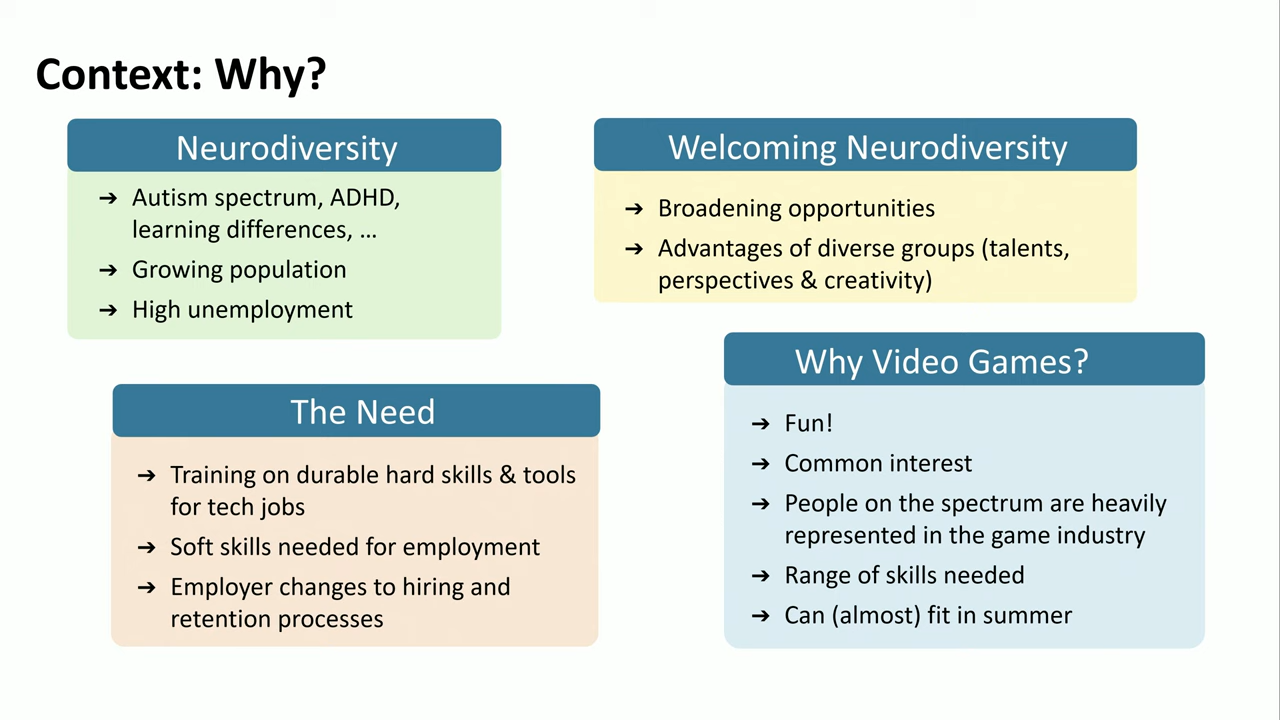 Context: Why?
Neurodiversity
➔ Autism spectrum, ADHD,
learning differences, ...
➔ Growing population
➔ High unemployment
Welcoming Neurodiversity
➔ Broadening opportunities
➔ Advantages of diverse groups (talents,
perspectives & creativity)
The Need
➔ Training on durable hard skills & tools
for tech jobs
➔ Soft skills needed for employment
➔ Employer changes to hiring and
retention processes
Why Video Games?
➔ Fun!
➔ Common interest
➔ People on the spectrum are heavily
represented in the game industry
➔ Range of skills needed
➔ Can (almost) fit in summer